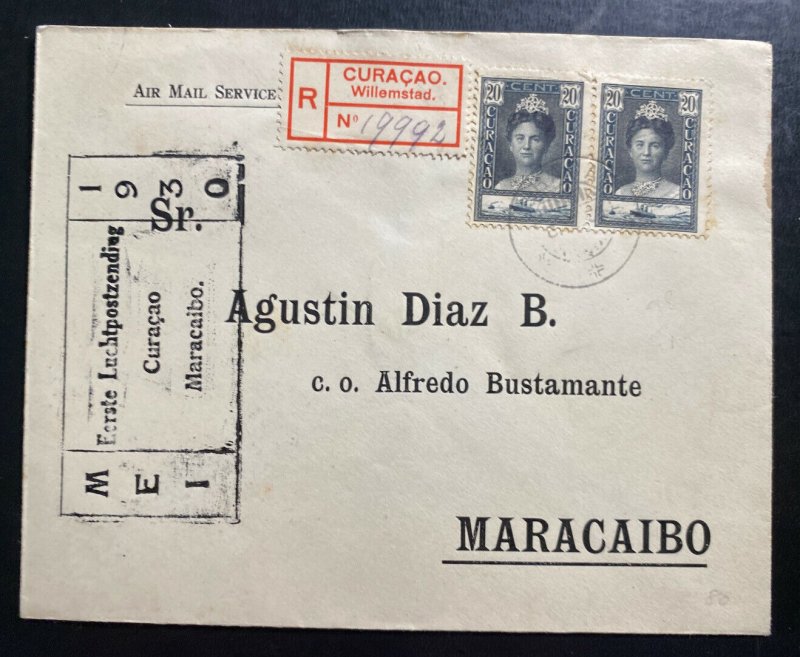 AIR MAIL SERVICE
R
CURAÇAO.
Willemstad.
Nº 19992
20 CENT 20
CURAÇAO CURAÇAO
20 CENT 20
CURAÇAO CURAÇAO
1 9 3 0
Eerste Luchtpostzending
Curaçao
Maracaibo.
M E I
Sr.
Agustin Diaz B.
c. o. Alfredo Bustamante
MARACAIBO
80